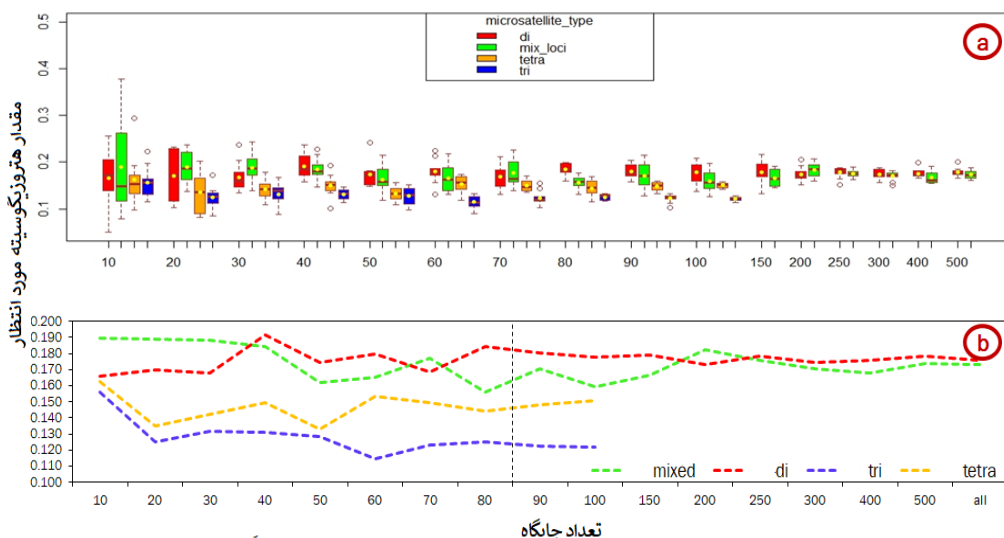 0.5
0.4
0.3
0.2
0.1
microsatellite_type
di
mix_loci
tetra
tri
a
مقدار هتروزیگوسیته مورد انتظار
10 20 30 40 50 60 70 80 90 100 150 200 250 300 400 500
0.200
0.190
0.180
0.170
0.160
0.150
0.140
0.130
0.120
0.110
0.100
b
mixed di tri tetra
10 20 30 40 50 60 70 80 90 100 150 200 250 300 400 500 all
تعداد جایگاه